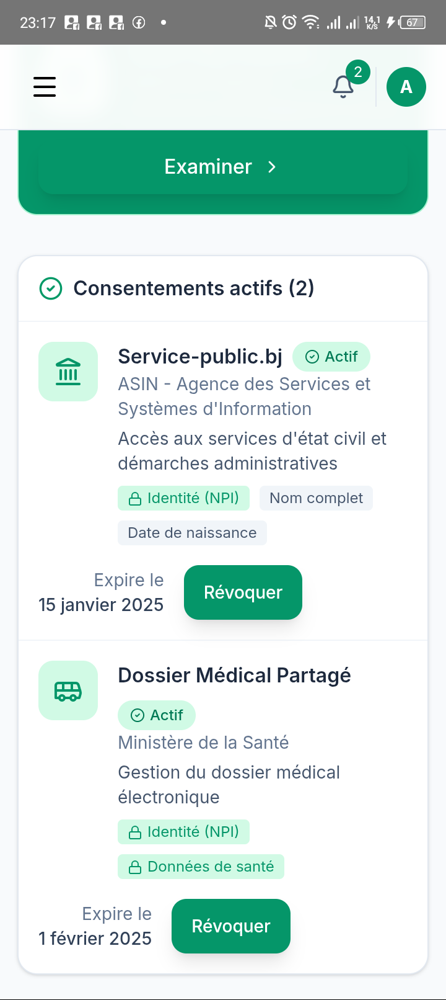 23:17
14,1
K/S
67
2
A
Examiner
Consentements actifs (2)
Service-public.bj
Actif
ASIN - Agence des Services et
Systèmes d'Information
Accès aux services d'état civil et
démarches administratives
Identité (NPI)
Nom complet
Date de naissance
Expire le
15 janvier 2025
Révoquer
Dossier Médical Partagé
Actif
Ministère de la Santé
Gestion du dossier médical
électronique
Identité (NPI)
Données de santé
Expire le
1 février 2025
Révoquer